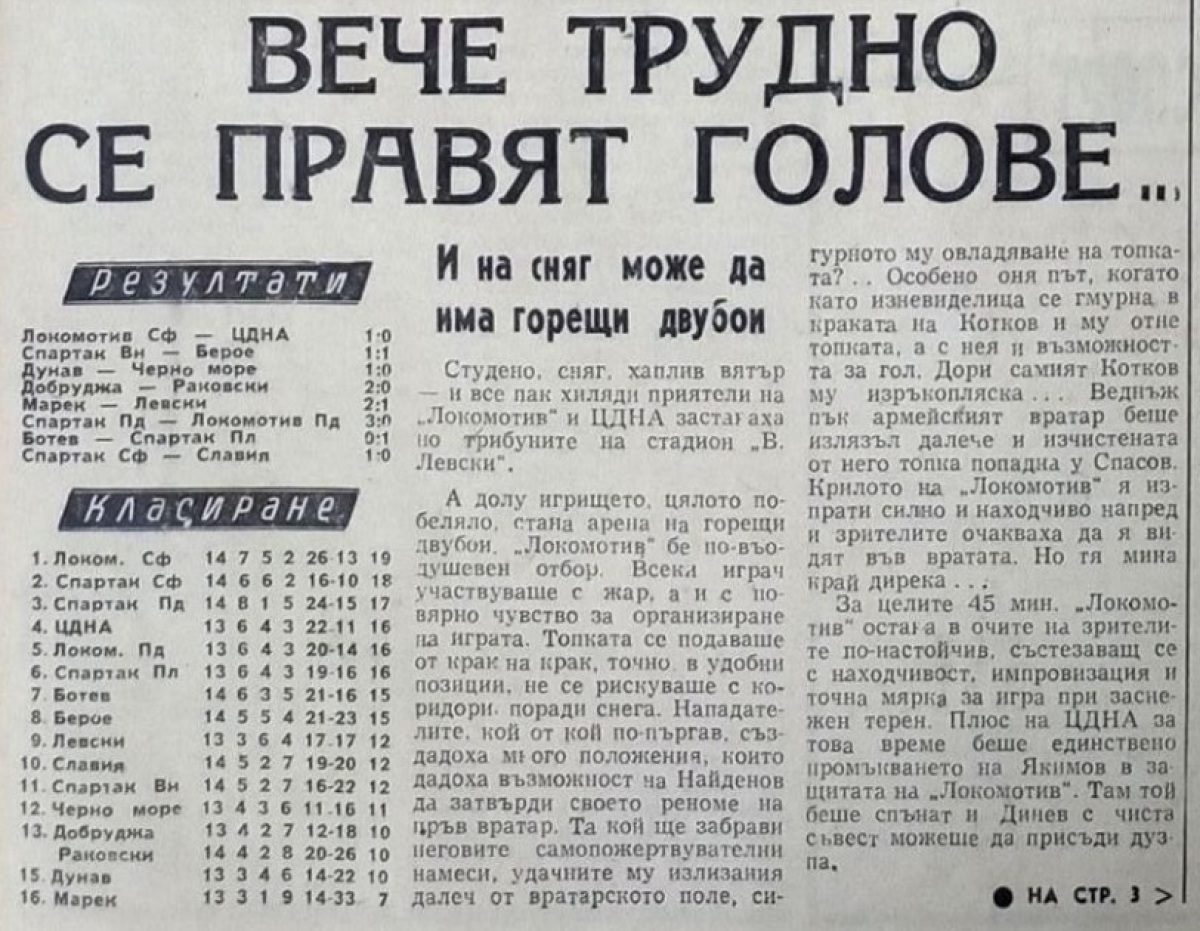 ВЕЧЕ ТРУДНО
СЕ ПРАВЯТ ГОЛОВЕ...
Резултати
Локомотив Сф — ЦДНА 1:0
Спартак Вн — Берое 1:1
Дунав — Черно море 1:0
Добруджа — Раковски 2:0
Марек — Левски 2:1
Спартак Пд — Локомотив Пд 3:0
Ботев — Спартак Пл 0:1
Спартак Сф — Славия 1:0
Класиране
1. Локом. Сф 14 7 5 2 26-13 19
2. Спартак Сф 14 6 6 2 16-10 18
3. Спартак Пд 14 8 1 5 24-15 17
4. ЦДНА 13 6 4 3 22-11 16
5. Локом. Пд 13 6 4 3 20-14 16
6. Спартак Пл 13 6 4 3 19-16 16
7. Ботев 14 6 3 5 21-16 15
8. Берое 14 5 5 4 21-23 15
9. Левски 13 3 6 4 17-17 12
10. Славия 14 5 2 7 19-20 12
11. Спартак Вн 14 5 2 7 16-22 12
12. Черно море 13 4 3 6 11-16 11
13. Добруджа 13 4 2 7 12-18 10
Раковски 14 4 2 8 20-26 10
15. Дунав 13 3 4 6 14-22 10
16. Марек 13 3 1 9 14-33 7
И на сняг може да
има горещи двубои
Студено, сняг, хаплив вятър
— и все пак хиляди приятели на
„Локомотив" и ЦДНА застанаха
по трибуните на стадион „В.
Левски".
А долу игрището, цялото по-
беляло, стана арена на горещи
двубои. „Локомотив" бе по-въо-
душевен отбор. Всеки играч
участвуваше с жар, а и с по-
вярно чувство за организиране
на играта. Топката се подаваше
от крак на крак, точно, в удобни
позиции, не се рискуваше с ко-
ридори, поради снега. Нападате-
лите, кой от кой по-пъргав, съз-
дадоха много положения, които
дадоха възможност на Найденов
да затвърди своето реноме на
пръв вратар. Та кой ще забрави
неговите самопожертвувателни
намеси, удачните му излизания
далеч от вратарското поле, си-
гурното му овладяване на топка-
та?.. Особено оня път, когато
като изневиделица се гмурна в
краката на Котков и му отне
топката, а с нея и възможност-
та за гол. Дори самият Котков
му изръкопляска... Веднъж
пък армейският вратар беше
излязъл далече и изчистената
от него топка попадна у Спасов.
Крилото на „Локомотив" я из-
прати силно и находчиво напред
и зрителите очакваха да я ви-
дят във вратата. Но тя мина
край дирека...
За целите 45 мин. „Локомо-
тив" остана в очите на зрители-
те по-настойчив, състезаващ се
с находчивост, импровизация и
точна мярка за игра при засне-
жен терен. Плюс на ЦДНА за
това време беше единствено
промъкването на Якимов в за-
щитата на „Локомотив". Там той
беше спънат и Динев с чиста
съвест можеше да присъди дуз-
па.
● НА СТР. 3 >